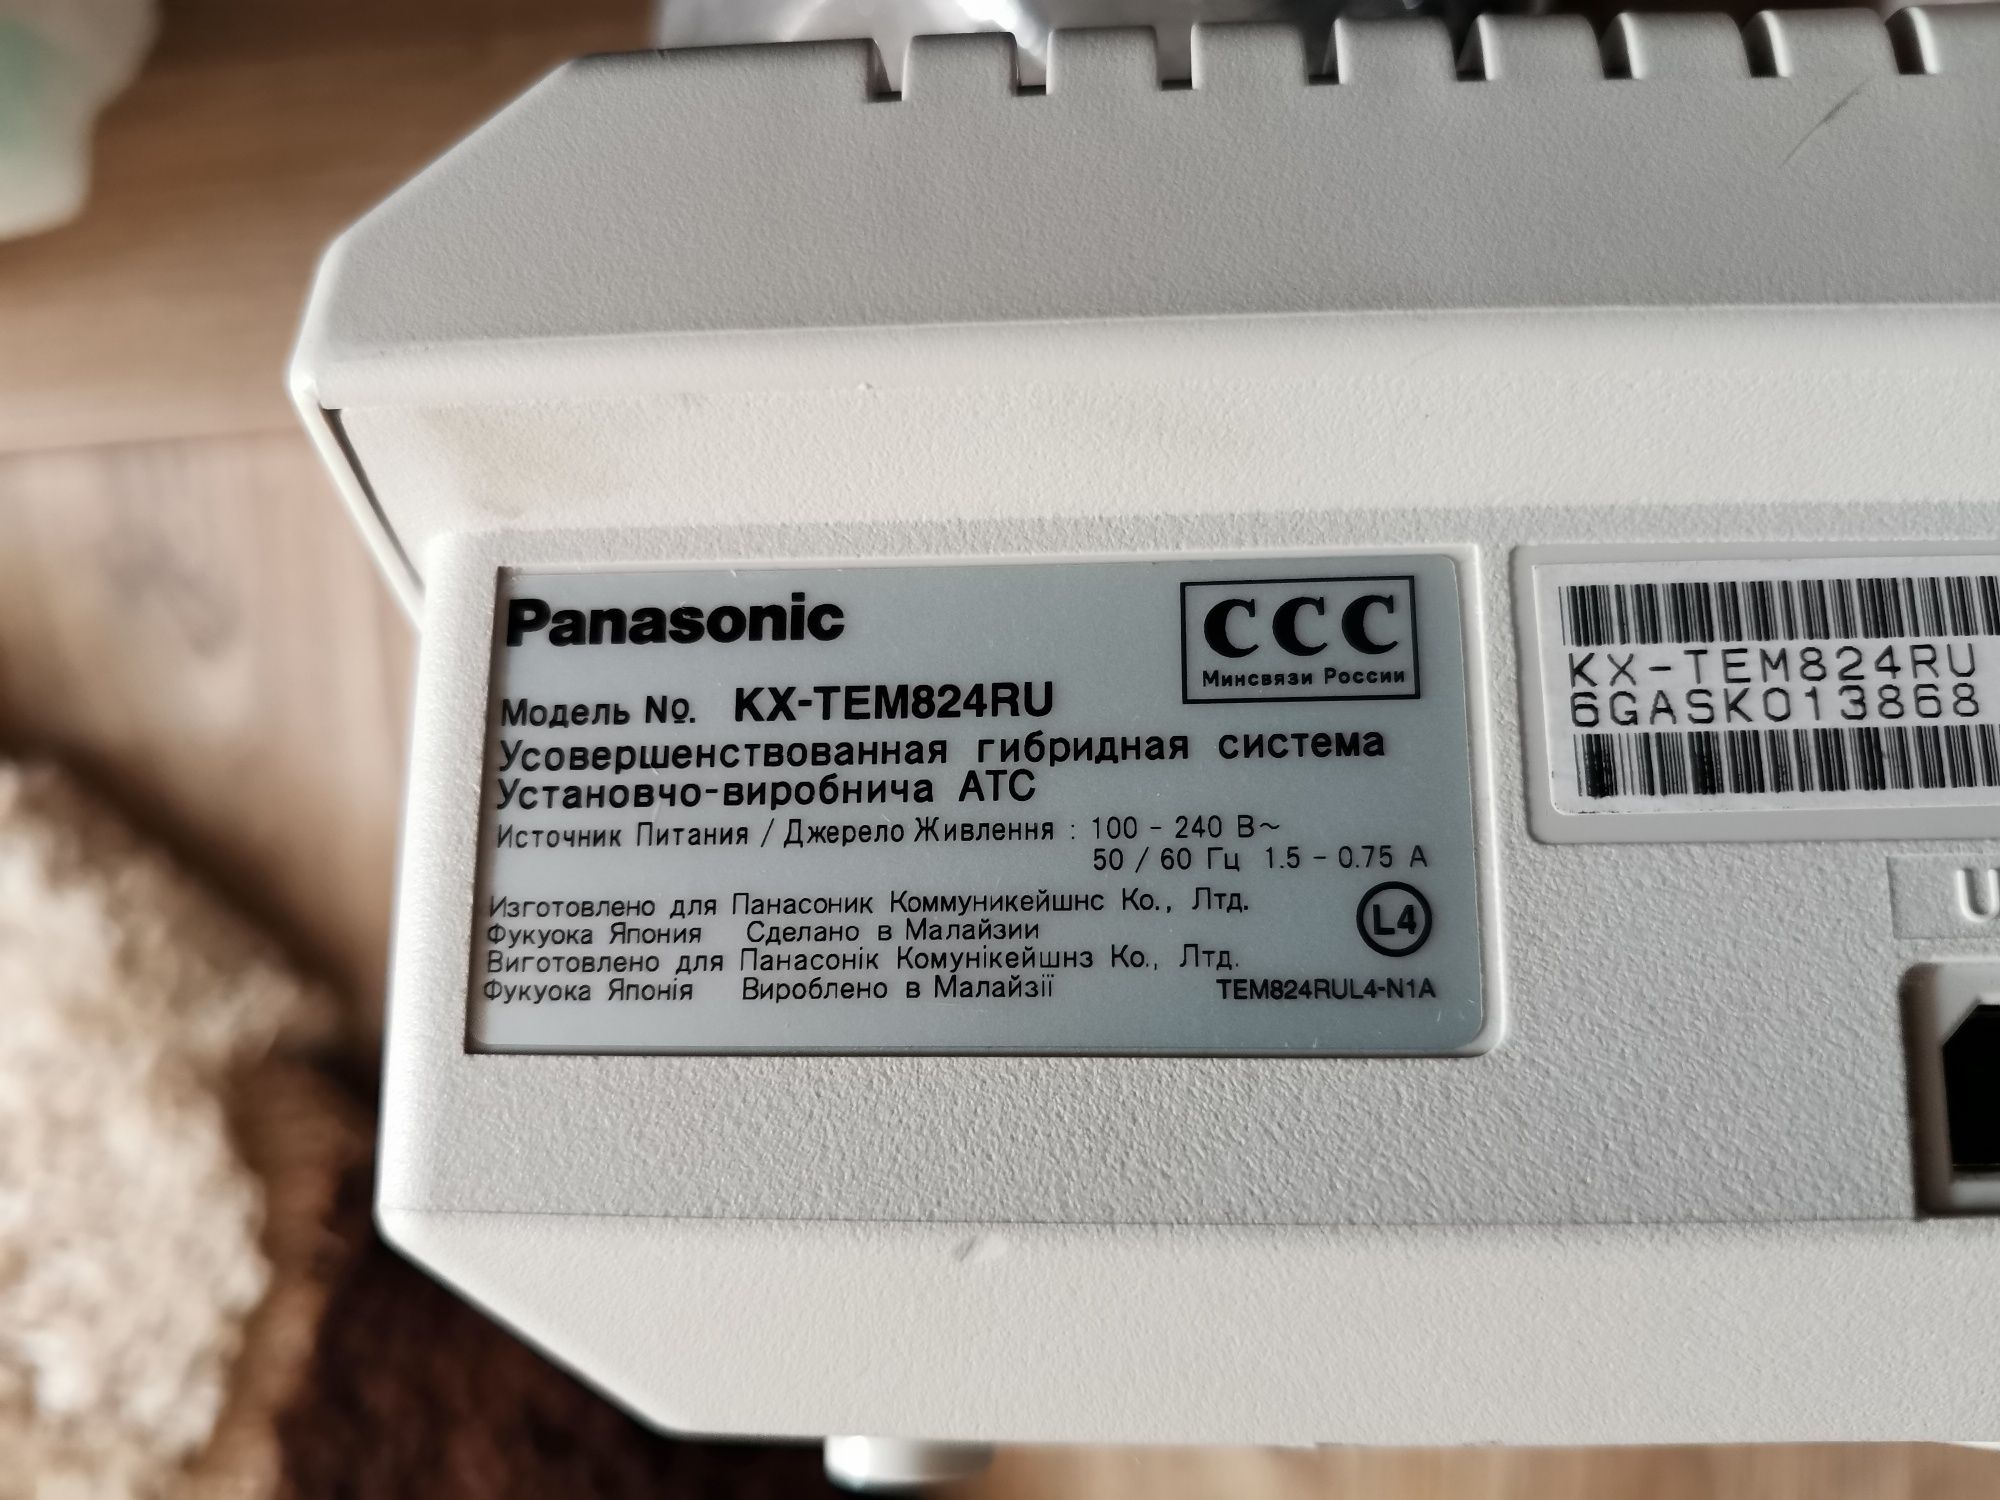 Panasonic
ССС
Минсвязи России
Модель №. KX-TEM824RU
Усовершенствованная гибридная система
Установчо-виробнича АТС
Источник Питания / Джерело Живлення : 100 - 240 В~
50 / 60 Гц 1.5 - 0.75 А
Изготовлено для Панасоник Коммуникейшнс Ко., Лтд.
Фукуока Япония Сделано в Малайзии
Виготовлено для Панасонік Комунікейшнз Ко., Лтд.
Фукуока Японія Вироблено в Малайзії
L4
TEM824RUL4-N1A
KX-TEM824RU
6GASK013868
U